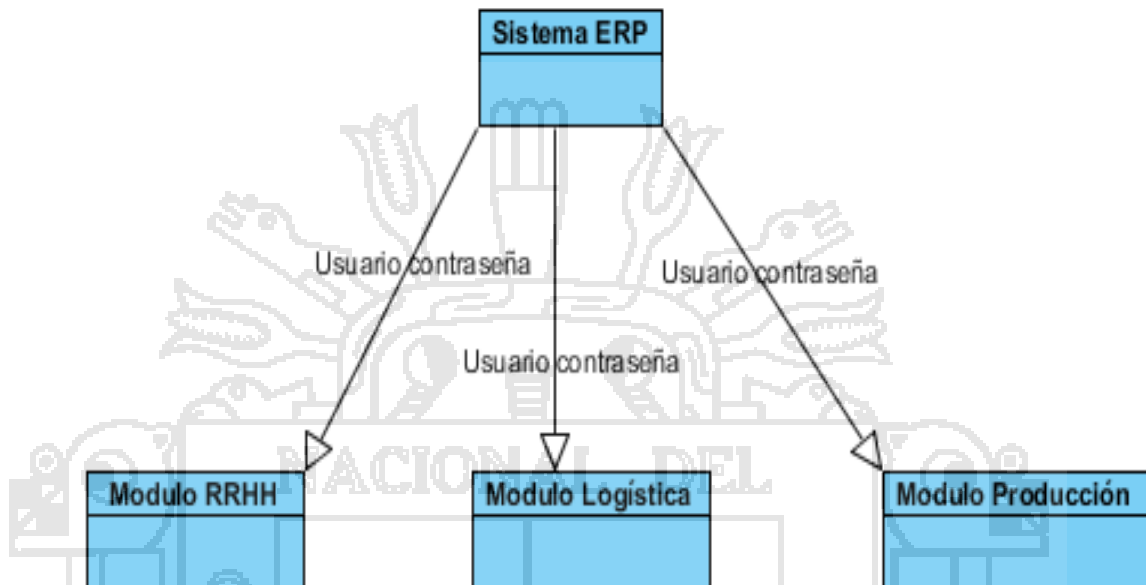 Sistema ERP
Usuario contraseña
Usuario contraseña
Usuario contraseña
Modulo RRHH
Modulo Logística
Modulo Producción
NACIONAL DEL